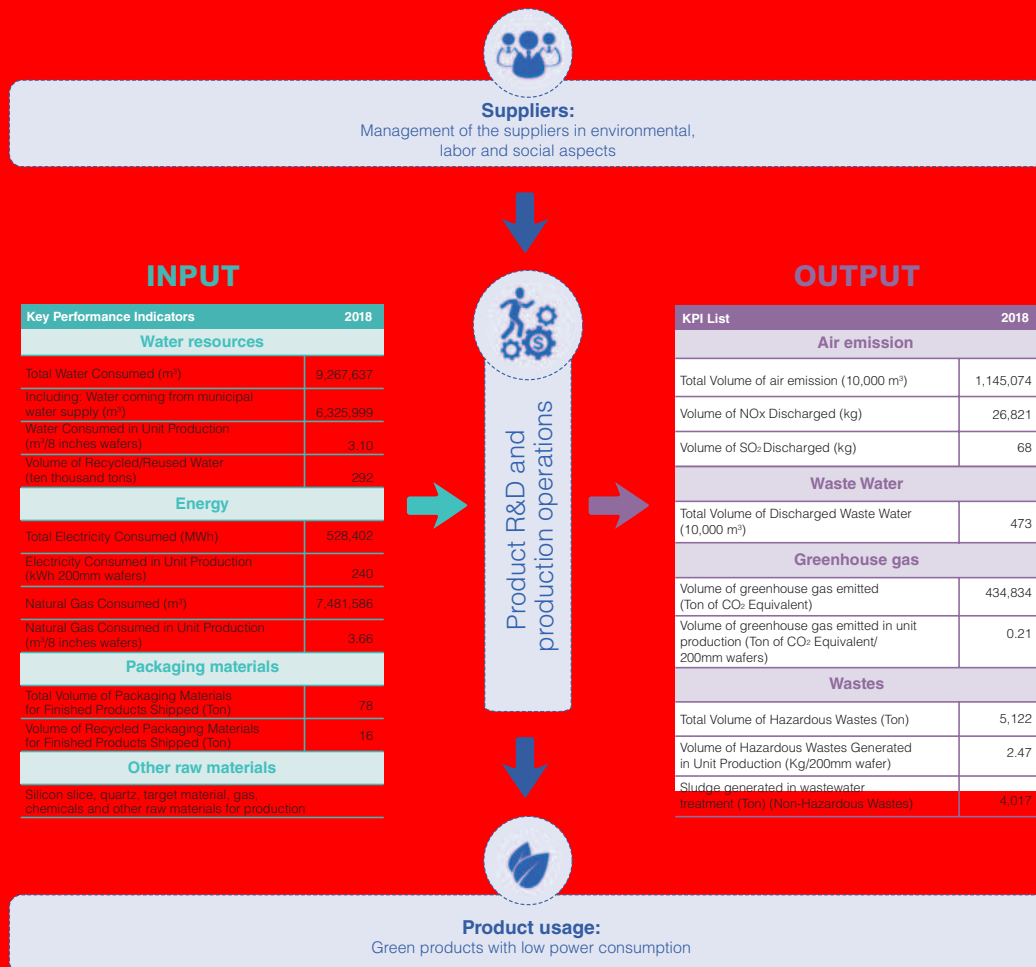 Suppliers:
Management of the suppliers in environmental,
labor and social aspects
INPUT
Key Performance Indicators 2018
Water resources
Total Water Consumed (m³) 9,267,637
Including: Water coming from municipal
water supply (m³) 6,325,999
Water Consumed in Unit Production
(m³/8 inches wafers) 3.10
Volume of Recycled/Reused Water
(ten thousand tons) 292
Energy
Total Electricity Consumed (MWh) 528,402
Electricity Consumed in Unit Production
(kWh 200mm wafers) 240
Natural Gas Consumed (m³) 7,481,586
Natural Gas Consumed in Unit Production
(m³/8 inches wafers) 3.66
Packaging materials
Total Volume of Packaging Materials
for Finished Products Shipped (Ton) 78
Volume of Recycled Packaging Materials
for Finished Products Shipped (Ton) 16
Other raw materials
Silicon slice, quartz, target material, gas,
chemicals and other raw materials for production
Product R&D and
production operations
OUTPUT
KPI List 2018
Air emission
Total Volume of air emission (10,000 m³) 1,145,074
Volume of NOx Discharged (kg) 26,821
Volume of SO₂ Discharged (kg) 68
Waste Water
Total Volume of Discharged Waste Water
(10,000 m³) 473
Greenhouse gas
Volume of greenhouse gas emitted
(Ton of CO₂ Equivalent) 434,834
Volume of greenhouse gas emitted in unit
production (Ton of CO₂ Equivalent/ 0.21
200mm wafers)
Wastes
Total Volume of Hazardous Wastes (Ton) 5,122
Volume of Hazardous Wastes Generated
in Unit Production (Kg/200mm wafer) 2.47
Sludge generated in wastewater
treatment (Ton) (Non-Hazardous Wastes) 4,017
Product usage:
Green products with low power consumption